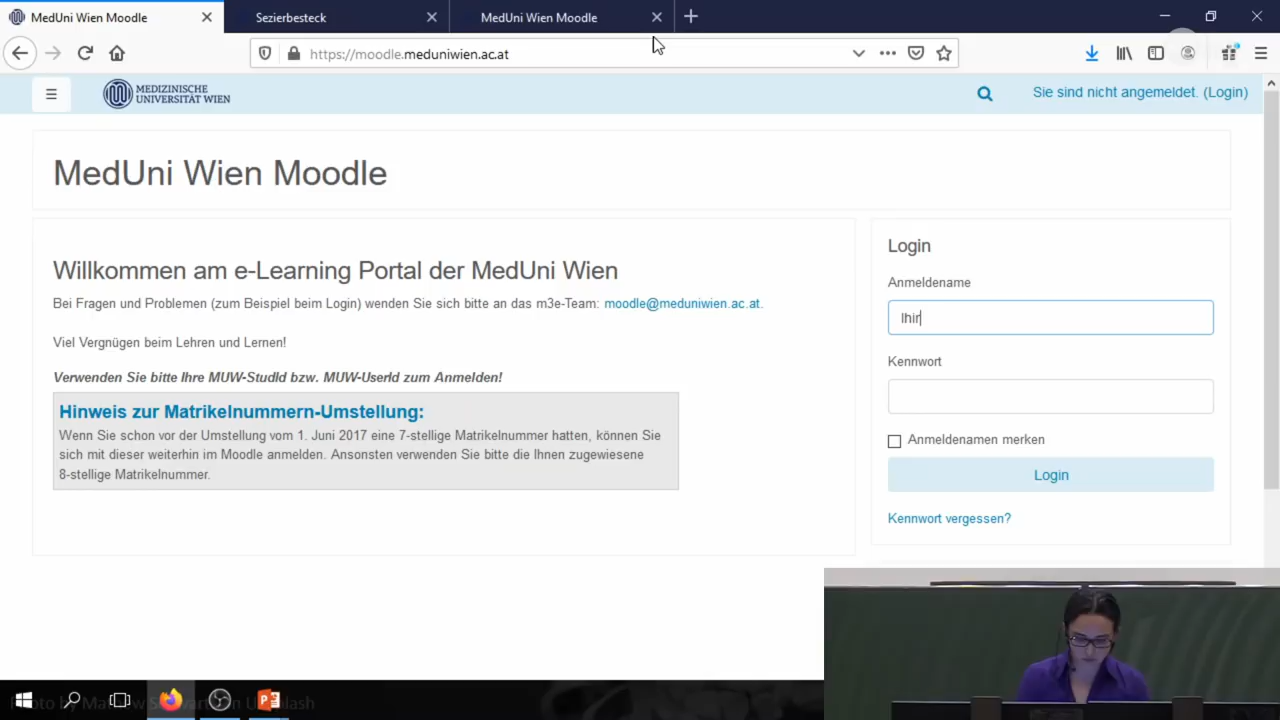 MedUni Wien Moodle
Sezierbesteck
MedUni Wien Moodle
https://moodle.meduniwien.ac.at
MEDIZINISCHE
UNIVERSITÄT WIEN
Sie sind nicht angemeldet. (Login)
MedUni Wien Moodle
Willkommen am e-Learning Portal der MedUni Wien
Bei Fragen und Problemen (zum Beispiel beim Login) wenden Sie sich bitte an das m3e-Team: moodle@meduniwien.ac.at.
Viel Vergnügen beim Lehren und Lernen!
Verwenden Sie bitte Ihre MUW-StudId bzw. MUW-UserId zum Anmelden!
Hinweis zur Matrikelnummern-Umstellung:
Wenn Sie schon vor der Umstellung vom 1. Juni 2017 eine 7-stellige Matrikelnummer hatten, können Sie
sich mit dieser weiterhin im Moodle anmelden. Ansonsten verwenden Sie bitte die Ihnen zugewiesene
8-stellige Matrikelnummer.
Login
Anmeldename
lhir
Kennwort
Anmeldenamen merken
Login
Kennwort vergessen?